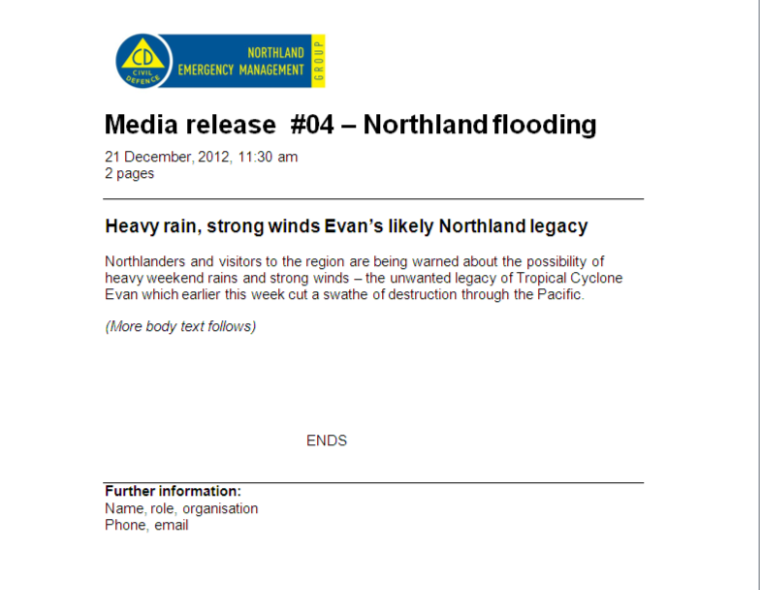 CD
CIVIL
DEFENCE
NORTHLAND
EMERGENCY MANAGEMENT
GROUP
Media release #04 – Northland flooding
21 December, 2012, 11:30 am
2 pages
Heavy rain, strong winds Evan's likely Northland legacy
Northlanders and visitors to the region are being warned about the possibility of
heavy weekend rains and strong winds – the unwanted legacy of Tropical Cyclone
Evan which earlier this week cut a swathe of destruction through the Pacific.
(More body text follows)
ENDS
Further information:
Name, role, organisation
Phone, email